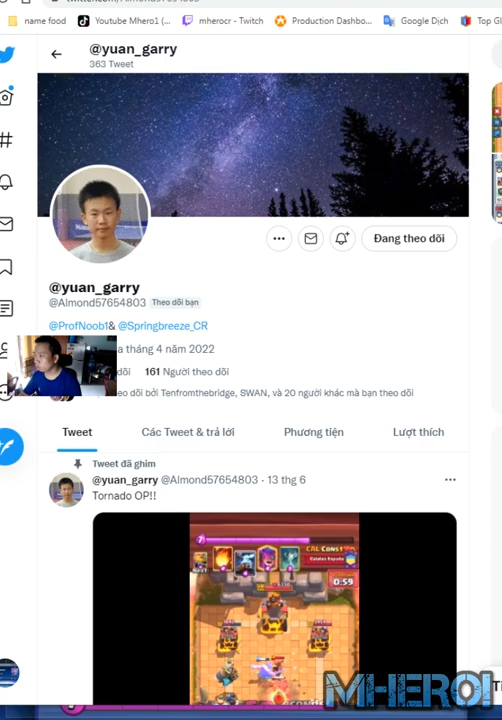 name food
Youtube Mhero1 (...
mherocr - Twitch
Production Dashbo...
Google Dịch
Top Gl
@yuan_garry
363 Tweet
Đang theo dõi
@yuan_garry
@Almond57654803 Theo dõi bạn
@ProfNoob1& @Springbreeze_CR
a tháng 4 năm 2022
dõi 161 Người theo dõi
eo dõi bởi Tenfromthebridge, SWAN, và 20 người khác mà bạn theo dõi
Tweet
Các Tweet & trả lời
Phương tiện
Lượt thích
Tweet đã ghim
@yuan_garry @Almond57654803 · 13 thg 6
Tornado OP!!
7
0:59
MHERO1